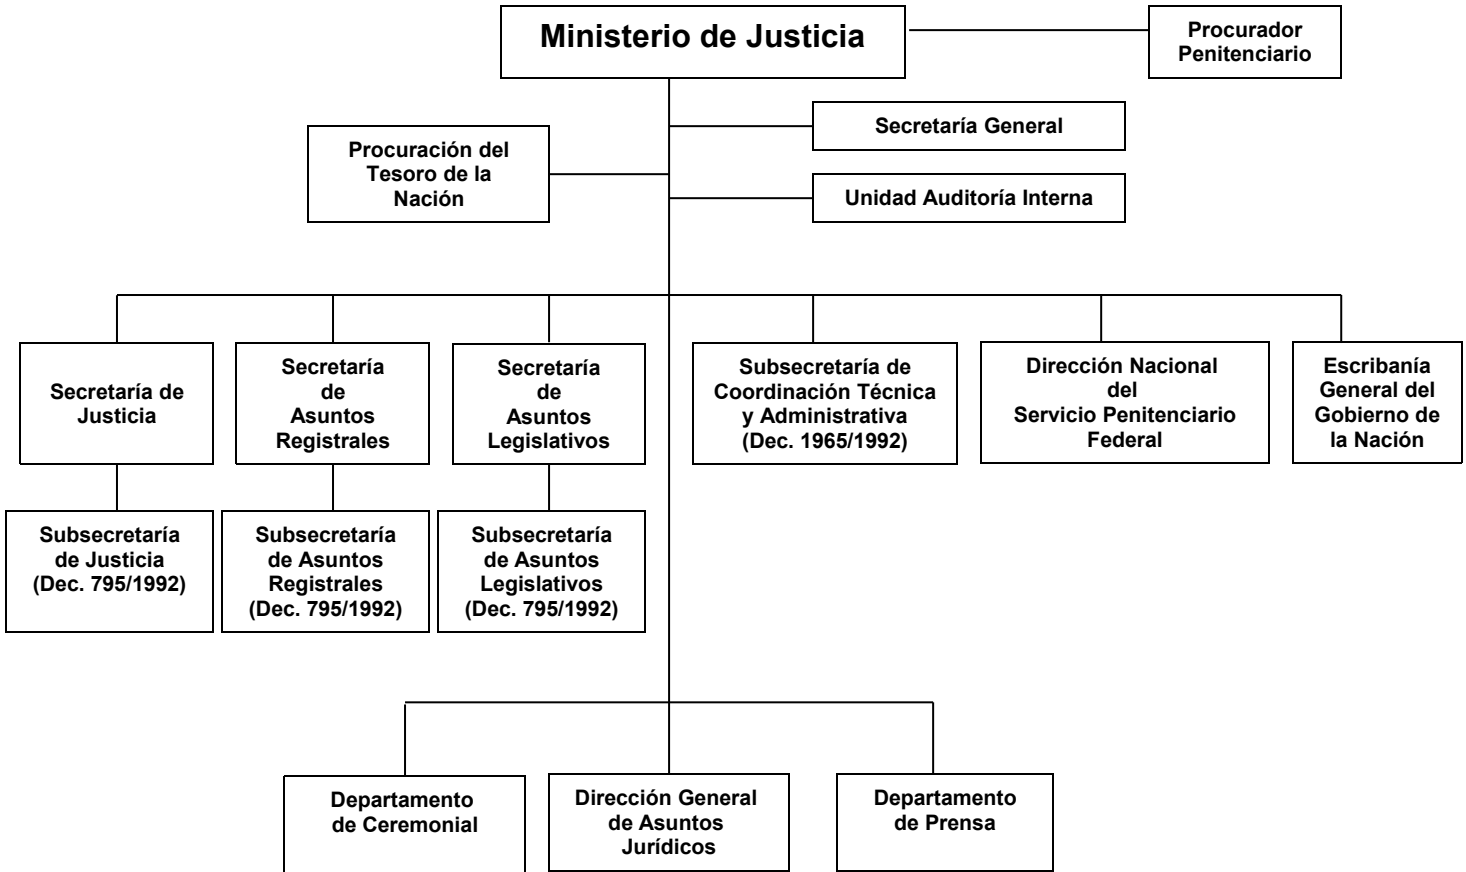 Ministerio de Justicia
Procurador
Penitenciario
Secretaría General
Procuración del
Tesoro de la
Nación
Unidad Auditoría Interna
Secretaría de
Justicia
Secretaría
de
Asuntos
Registrales
Secretaría
de
Asuntos
Legislativos
Subsecretaría de
Coordinación Técnica
y Administrativa
(Dec. 1965/1992)
Dirección Nacional
del
Servicio Penitenciario
Federal
Escribanía
General del
Gobierno de
la Nación
Subsecretaría
de Justicia
(Dec. 795/1992)
Subsecretaría
de Asuntos
Registrales
(Dec. 795/1992)
Subsecretaría
de Asuntos
Legislativos
(Dec. 795/1992)
Departamento
de Ceremonial
Dirección General
de Asuntos
Jurídicos
Departamento
de Prensa